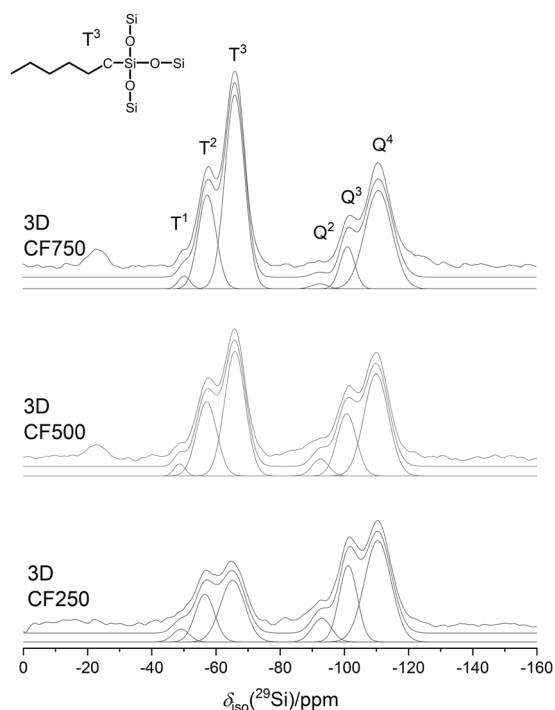 T³
Si
O
C—Si—O—Si
O
Si
T³
T²
T¹
Q²
Q³
Q⁴
3D
CF750
3D
CF500
3D
CF250
0 -20 -40 -60 -80 -100 -120 -140 -160
δiso(²⁹Si)/ppm